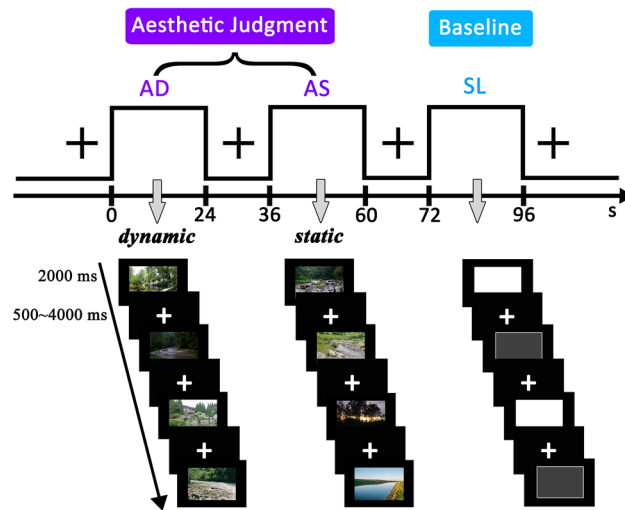 Aesthetic Judgment
Baseline
AD
AS
SL
+ + + +
0 24 36 60 72 96 s
dynamic
static
2000 ms
500~4000 ms
+ + +
+ + +
+ + +